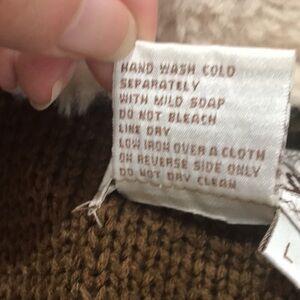 HAND WASH COLD
SEPARATELY
WITH MILD SOAP
DO NOT BLEACH
LINE DRY
LOW IRON OVER A CLOTH
ON REVERSE SIDE ONLY
DO NOT DRY CLEAN
L